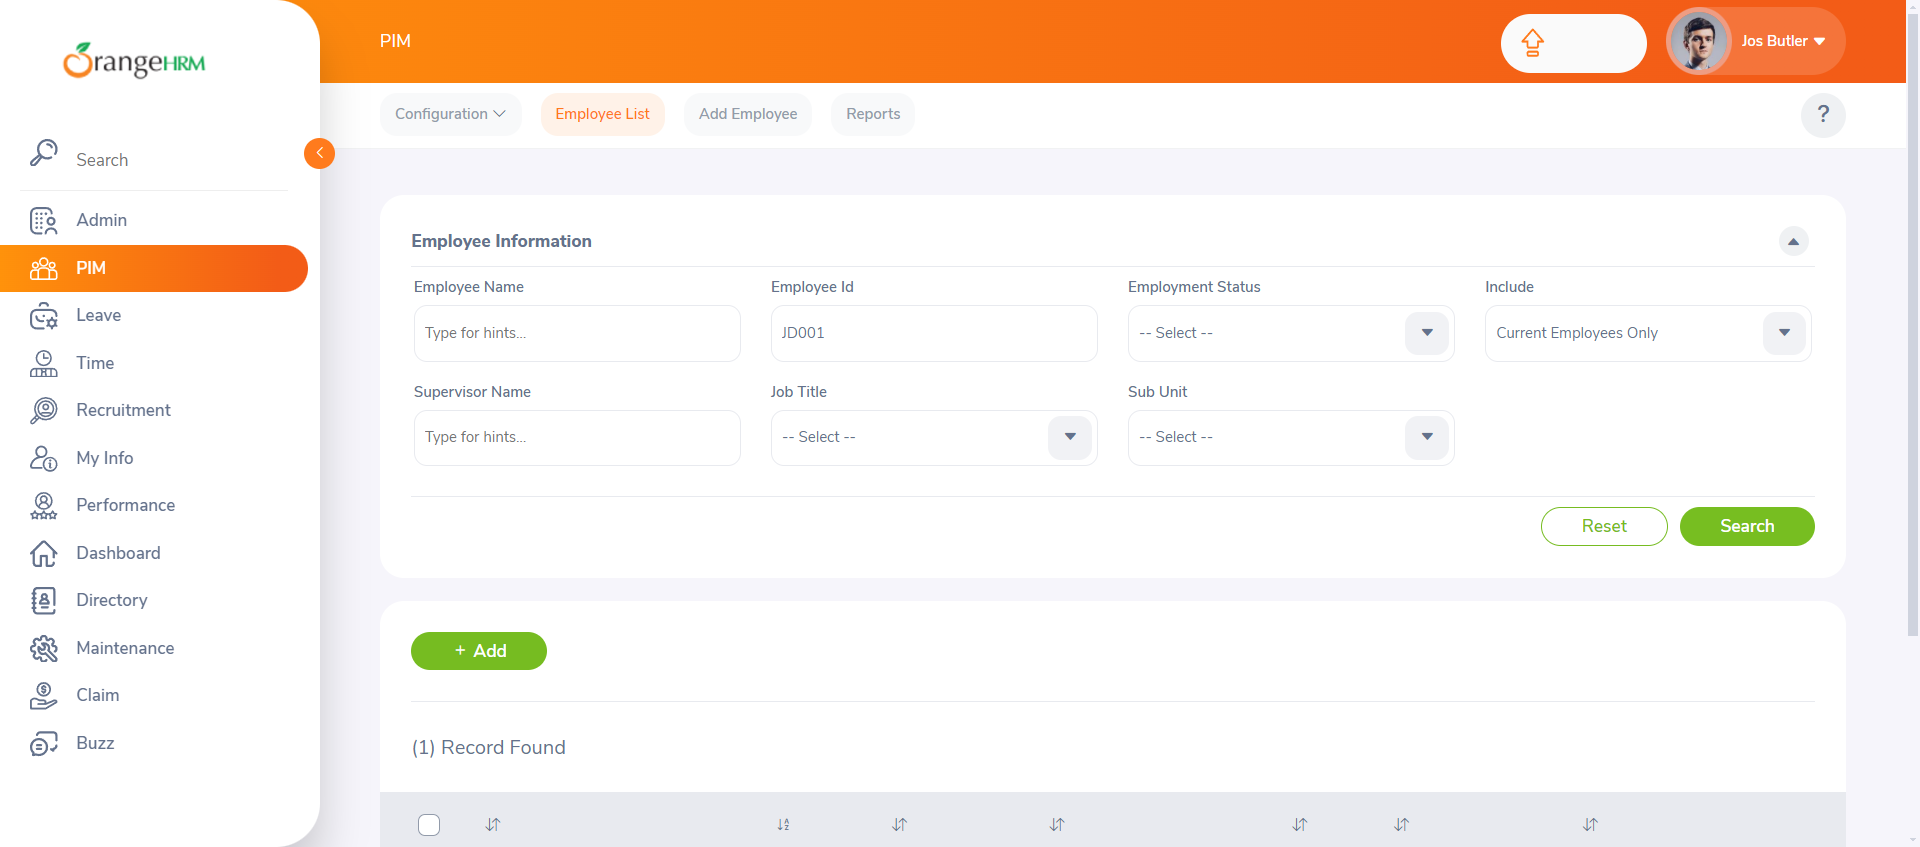 OrangeHRM
PIM
Jos Butler
Configuration
Employee List
Add Employee
Reports
?
Search
Admin
PIM
Leave
Time
Recruitment
My Info
Performance
Dashboard
Directory
Maintenance
Claim
Buzz
Employee Information
Employee Name
Employee Id
Employment Status
Include
Type for hints...
JD001
-- Select --
Current Employees Only
Supervisor Name
Job Title
Sub Unit
Type for hints...
-- Select --
-- Select --
Reset
Search
+ Add
(1) Record Found